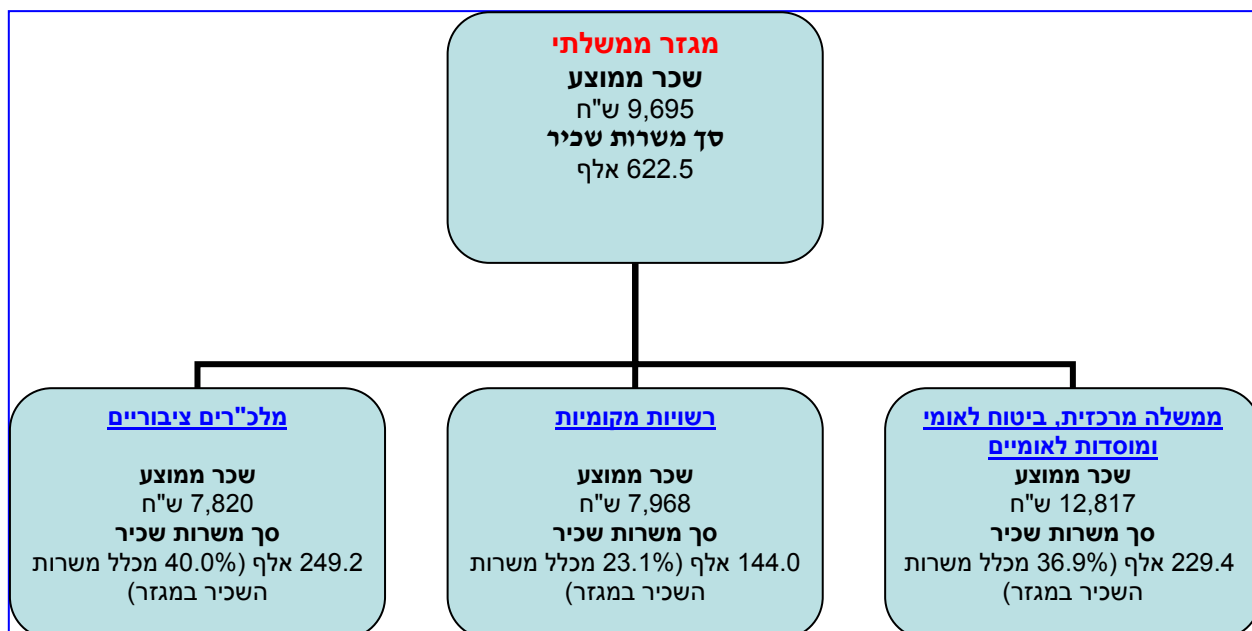 מגזר ממשלתי
שכר ממוצע
9,695 ש"ח
סך משרות שכיר
622.5 אלף
ממשלה מרכזית, ביטוח לאומי
ומוסדות לאומיים
שכר ממוצע
12,817 ש"ח
סך משרות שכיר
229.4 אלף (36.9% מכלל משרות
השכיר במגזר)
רשויות מקומיות
שכר ממוצע
7,968 ש"ח
סך משרות שכיר
144.0 אלף (23.1% מכלל משרות
השכיר במגזר)
מלכ"רים ציבוריים
שכר ממוצע
7,820 ש"ח
סך משרות שכיר
249.2 אלף (40.0% מכלל משרות
השכיר במגזר)